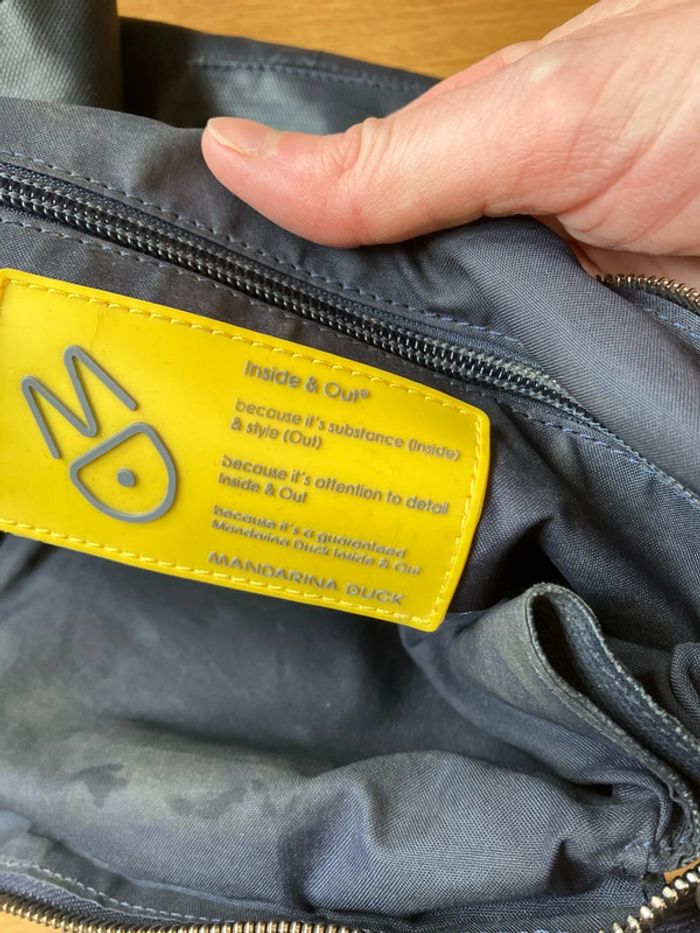 Inside & Out®
because it's substance (Inside)
& style (Out)
because it's attention to detail
Inside & Out
because it's a guaranteed
Mandarina Duck Inside & Out
MANDARINA DUCK